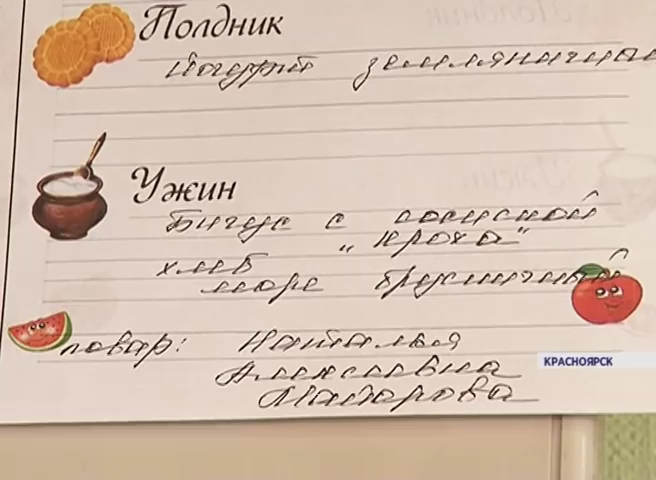 Полдник
йогурт земляничный
Ужин
Бигус с сосиской
"кроха"
хлеб
морс брусничный
повар: Наталья
Алексеевна
КРАСНОЯРСК